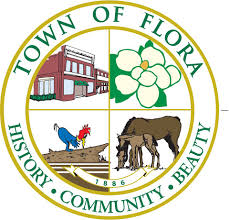 TOWN OF FLORA
1886
HISTORY • COMMUNITY • BEAUTY